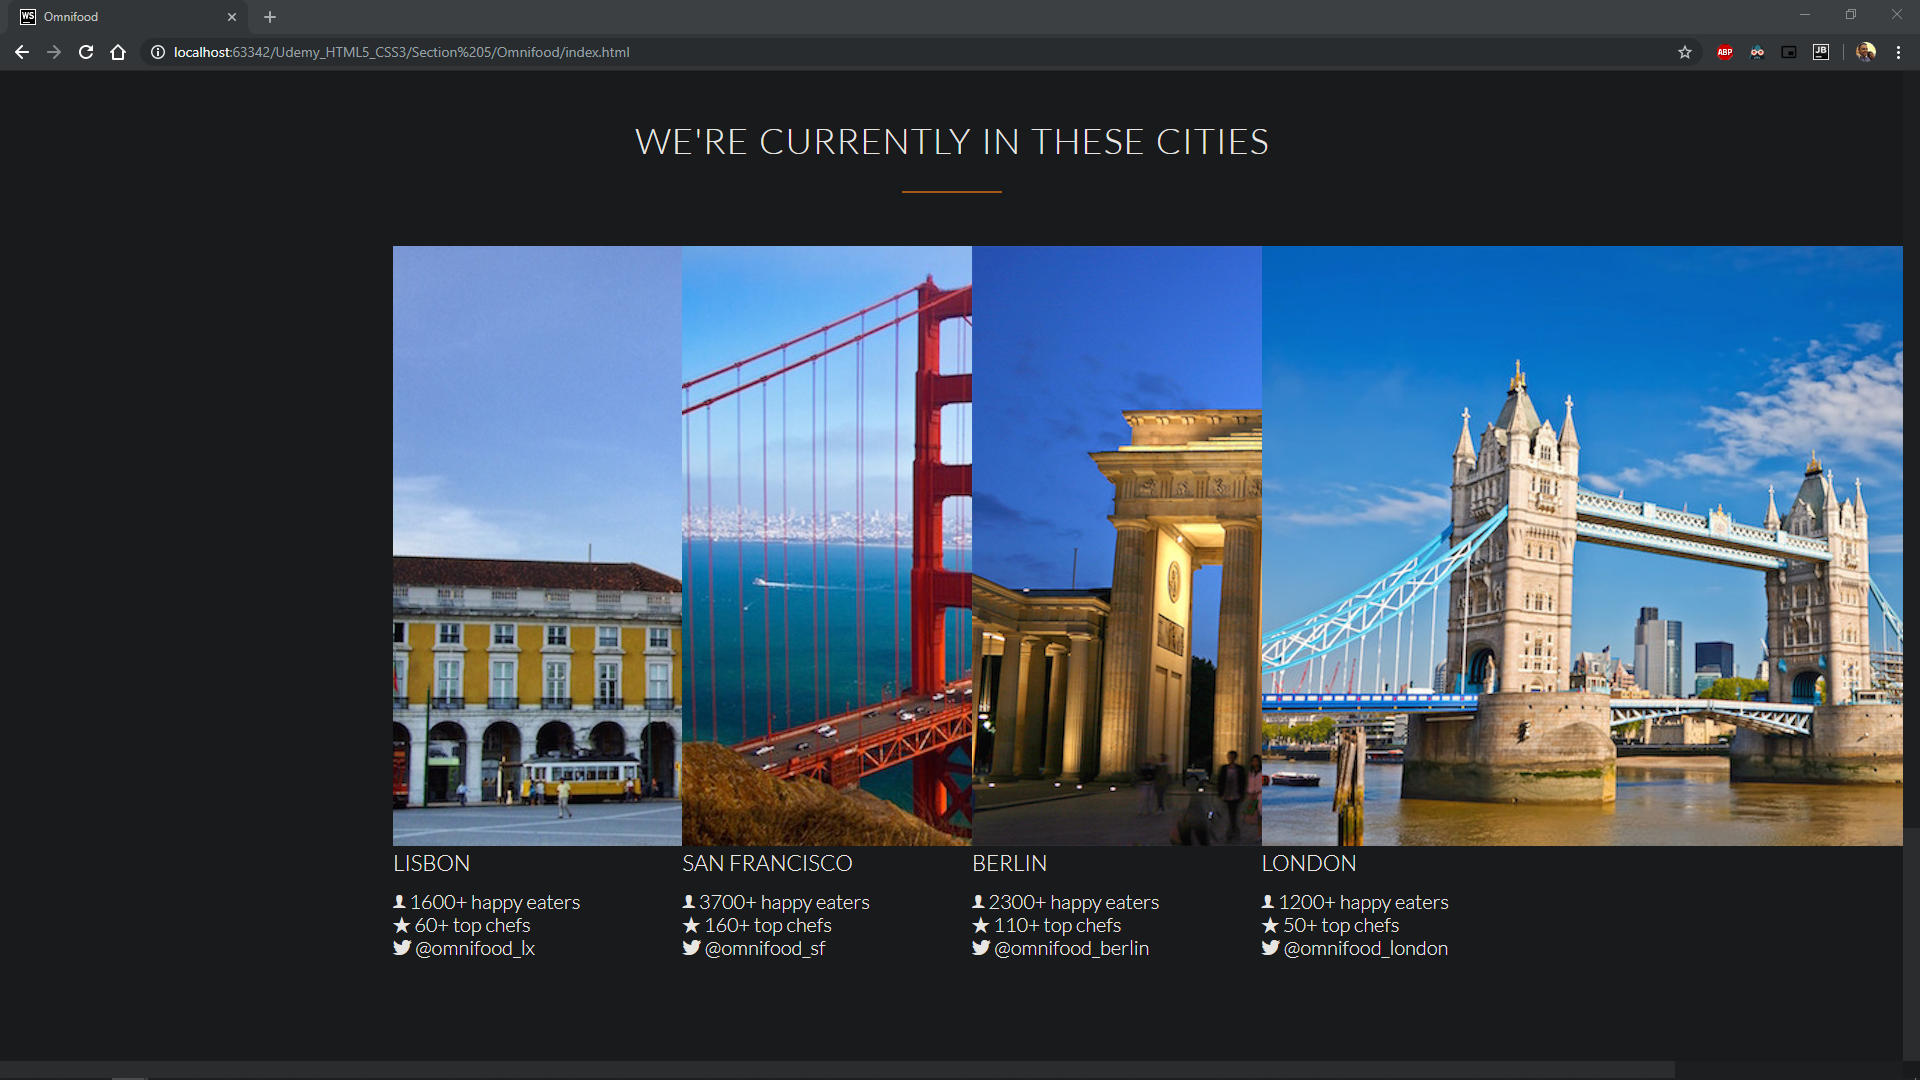 WS Omnifood
localhost:63342/Udemy_HTML5_CSS3/Section%205/Omnifood/index.html
ABP
JB
WE'RE CURRENTLY IN THESE CITIES
LISBON
1600+ happy eaters
60+ top chefs
@omnifood_lx
SAN FRANCISCO
3700+ happy eaters
160+ top chefs
@omnifood_sf
BERLIN
2300+ happy eaters
110+ top chefs
@omnifood_berlin
LONDON
1200+ happy eaters
50+ top chefs
@omnifood_london